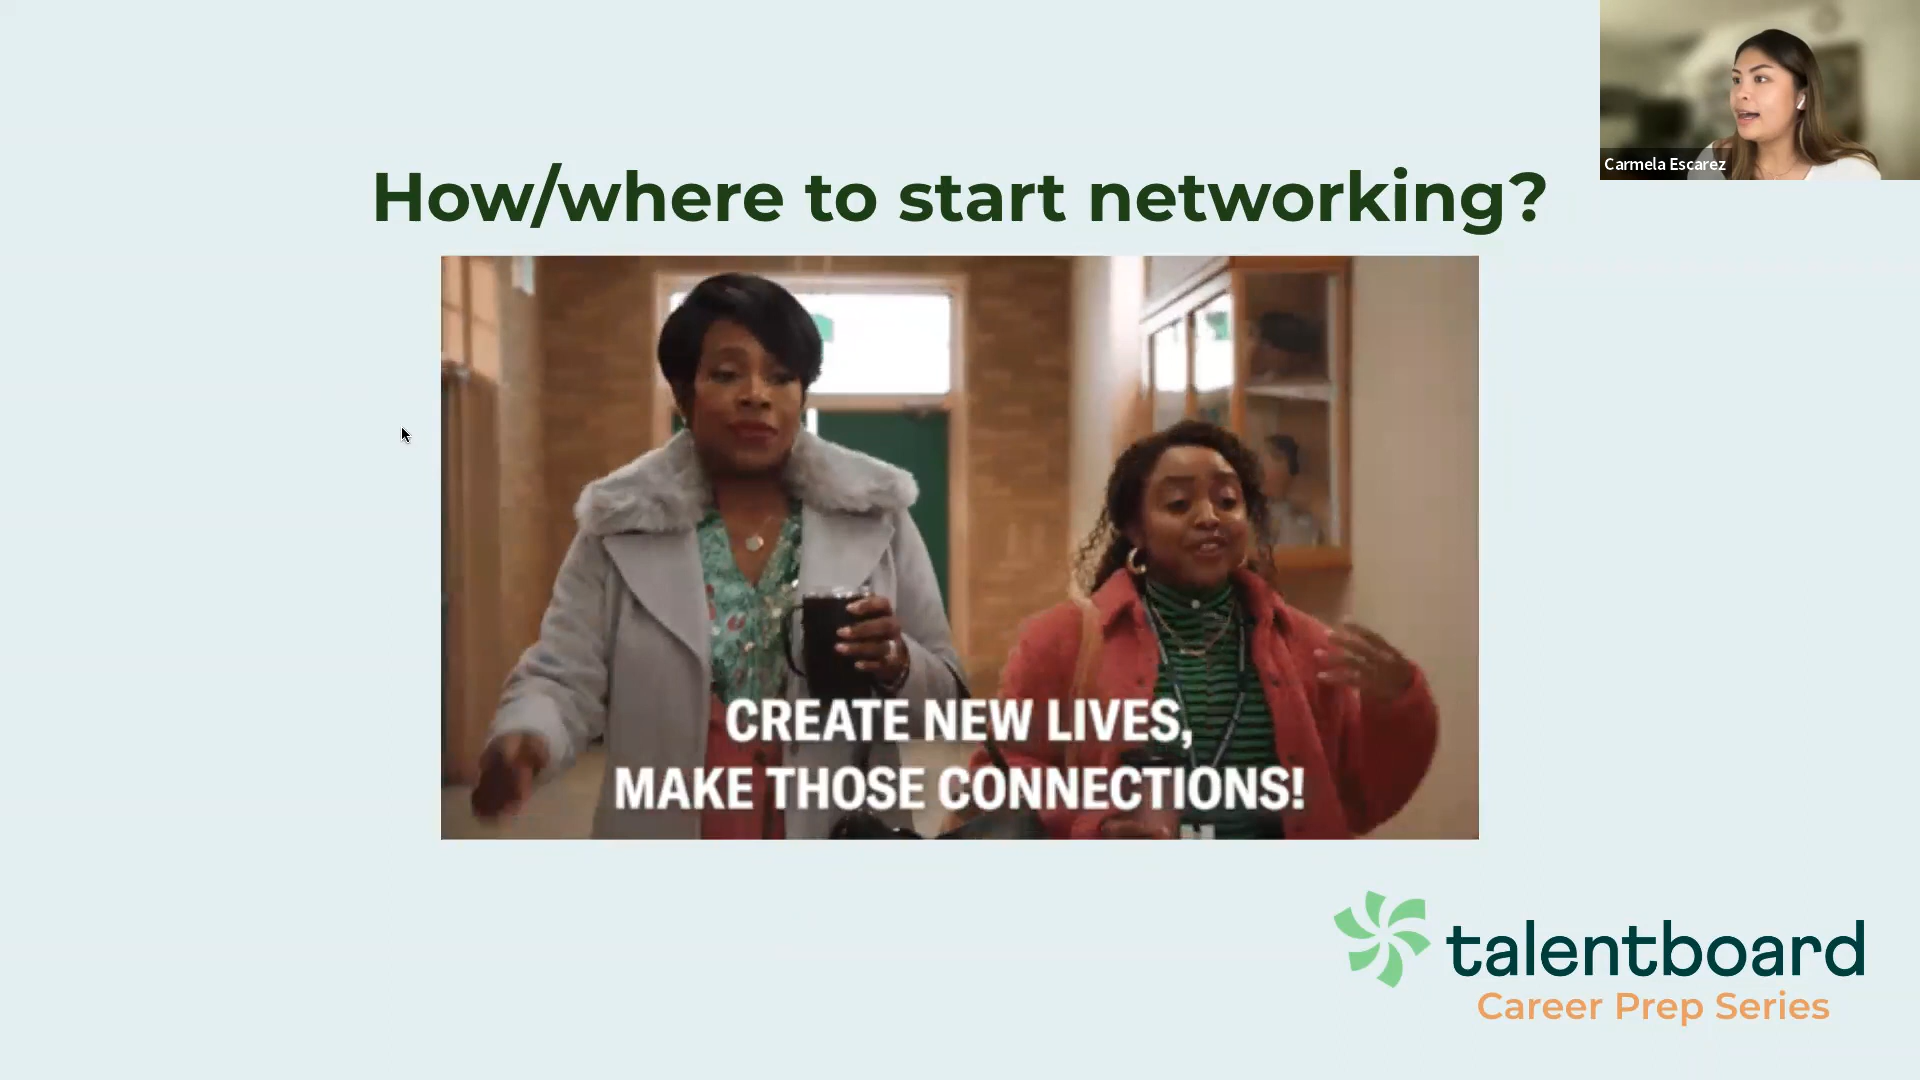 Carmela Escarez
How/where to start networking?
CREATE NEW LIVES,
MAKE THOSE CONNECTIONS!
talentboard
Career Prep Series